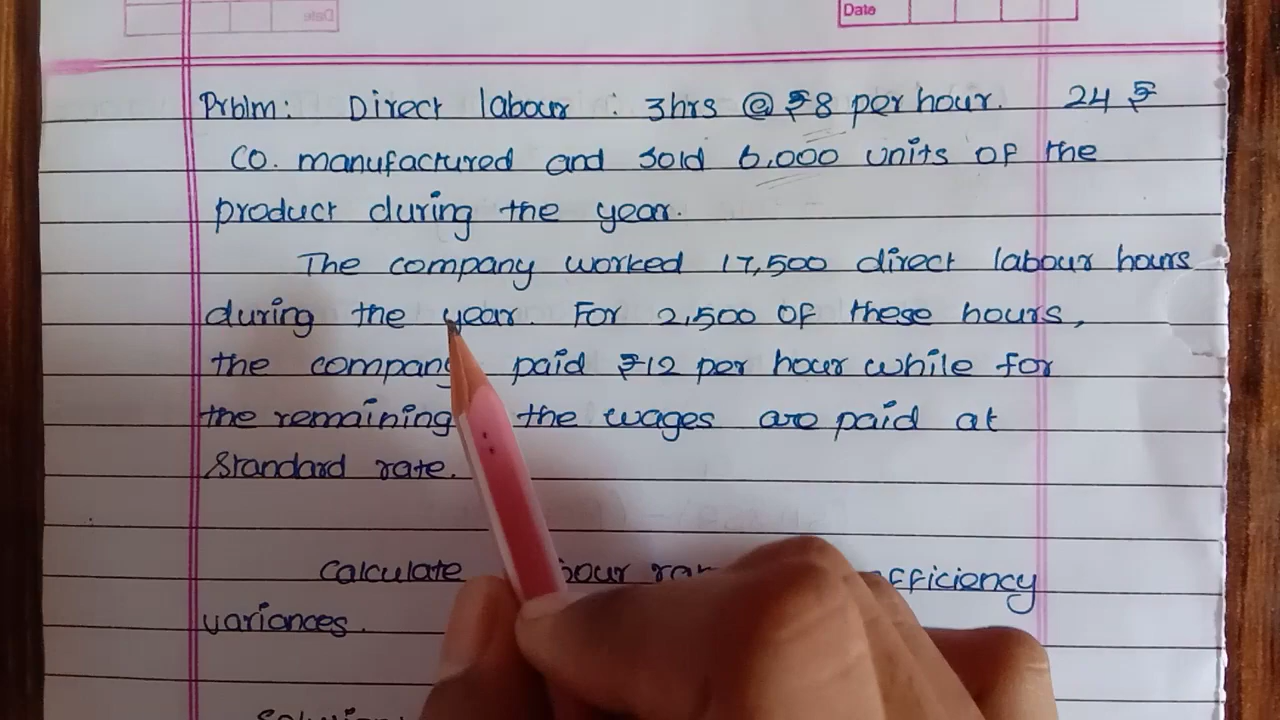 Date
Prblm: Direct labour : 3hrs @ ₹8 per hour. 24 ₹
CO. manufactured and sold 6,000 units of the
product during the year.
The company worked 17,500 direct labour hours
during the year. For 2,500 of these hours,
the company paid ₹12 per hour while for
the remaining the wages are paid at
Standard rate.
Calculate efficiency
variances.